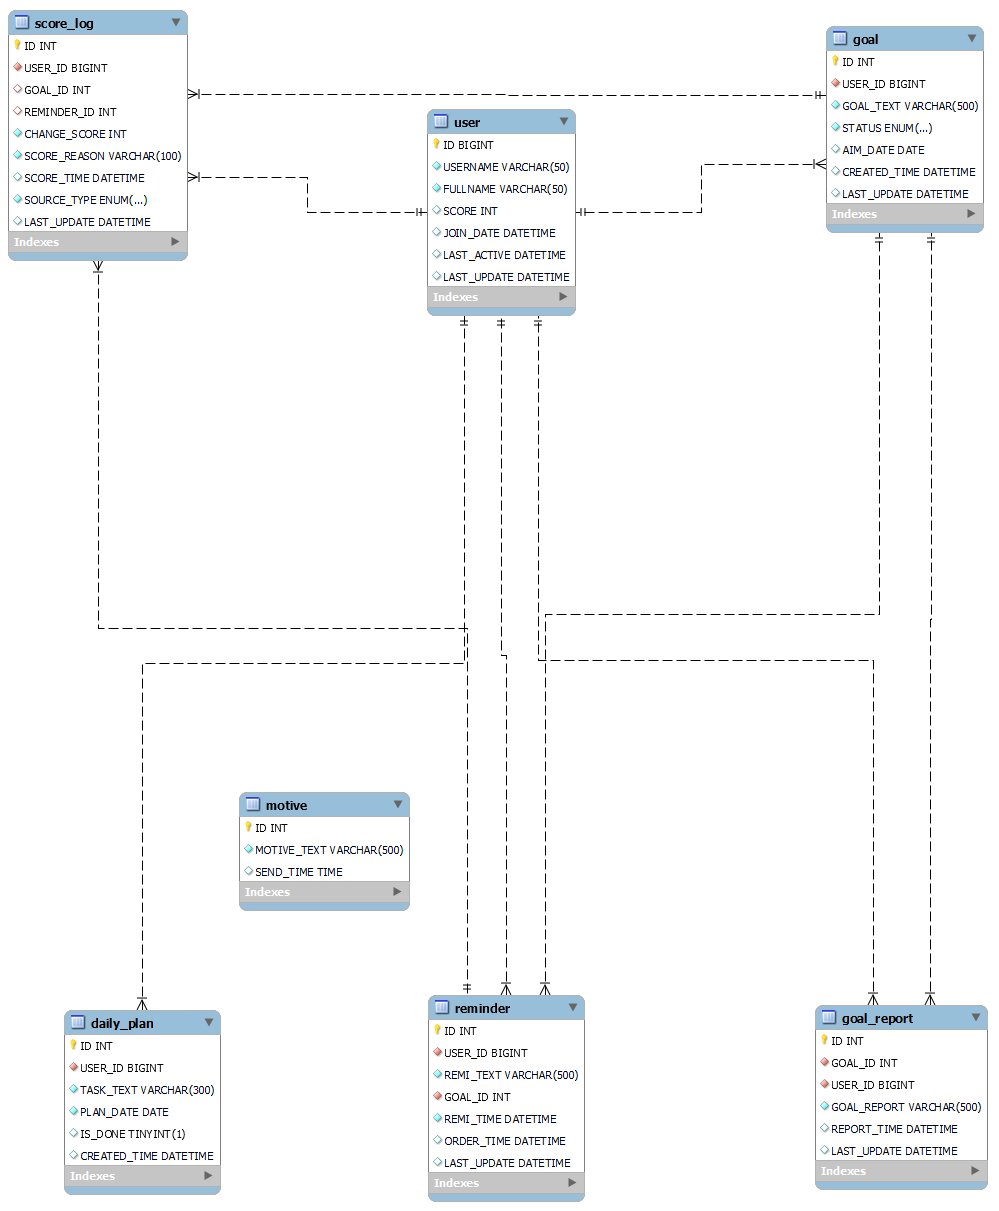 score_log
ID INT
USER_ID BIGINT
GOAL_ID INT
REMINDER_ID INT
CHANGE_SCORE INT
SCORE_REASON VARCHAR(100)
SCORE_TIME DATETIME
SOURCE_TYPE ENUM(...)
LAST_UPDATE DATETIME
Indexes
user
ID BIGINT
USERNAME VARCHAR(50)
FULLNAME VARCHAR(50)
SCORE INT
JOIN_DATE DATETIME
LAST_ACTIVE DATETIME
LAST_UPDATE DATETIME
Indexes
goal
ID INT
USER_ID BIGINT
GOAL_TEXT VARCHAR(500)
STATUS ENUM(...)
AIM_DATE DATE
CREATED_TIME DATETIME
LAST_UPDATE DATETIME
Indexes
motive
ID INT
MOTIVE_TEXT VARCHAR(500)
SEND_TIME TIME
Indexes
daily_plan
ID INT
USER_ID BIGINT
TASK_TEXT VARCHAR(300)
PLAN_DATE DATE
IS_DONE TINYINT(1)
CREATED_TIME DATETIME
Indexes
reminder
ID INT
USER_ID BIGINT
REMI_TEXT VARCHAR(500)
GOAL_ID INT
REMI_TIME DATETIME
ORDER_TIME DATETIME
LAST_UPDATE DATETIME
Indexes
goal_report
ID INT
GOAL_ID INT
USER_ID BIGINT
GOAL_REPORT VARCHAR(500)
REPORT_TIME DATETIME
LAST_UPDATE DATETIME
Indexes